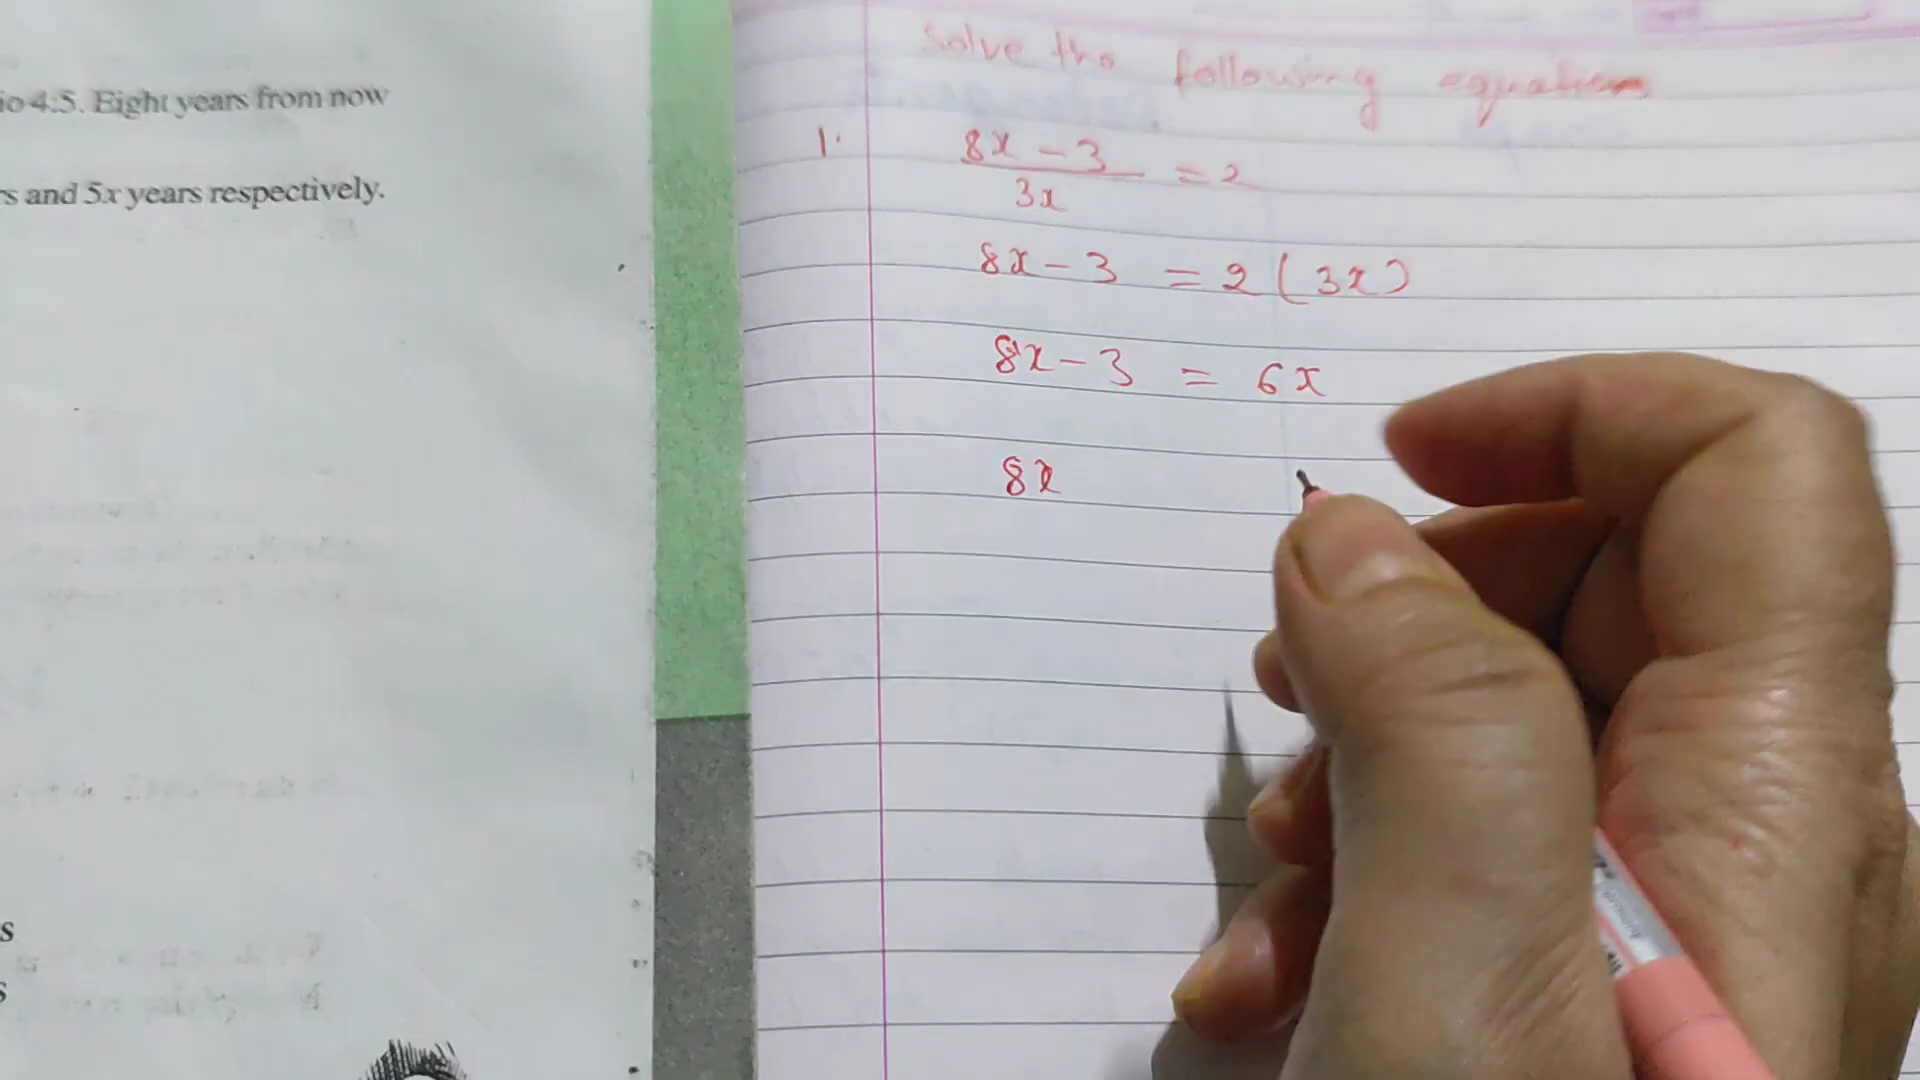 io 4:5. Eight years from now
rs and 5x years respectively.
s
s
Solve the following equations
1. 8x - 3 / 3x = 2
8x - 3 = 2 (3x)
8x - 3 = 6x
8x